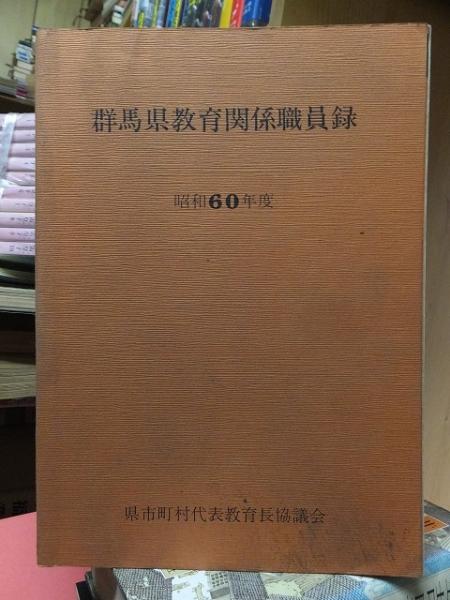 群馬県教育関係職員録
昭和60年度
県市町村代表教育長協議会